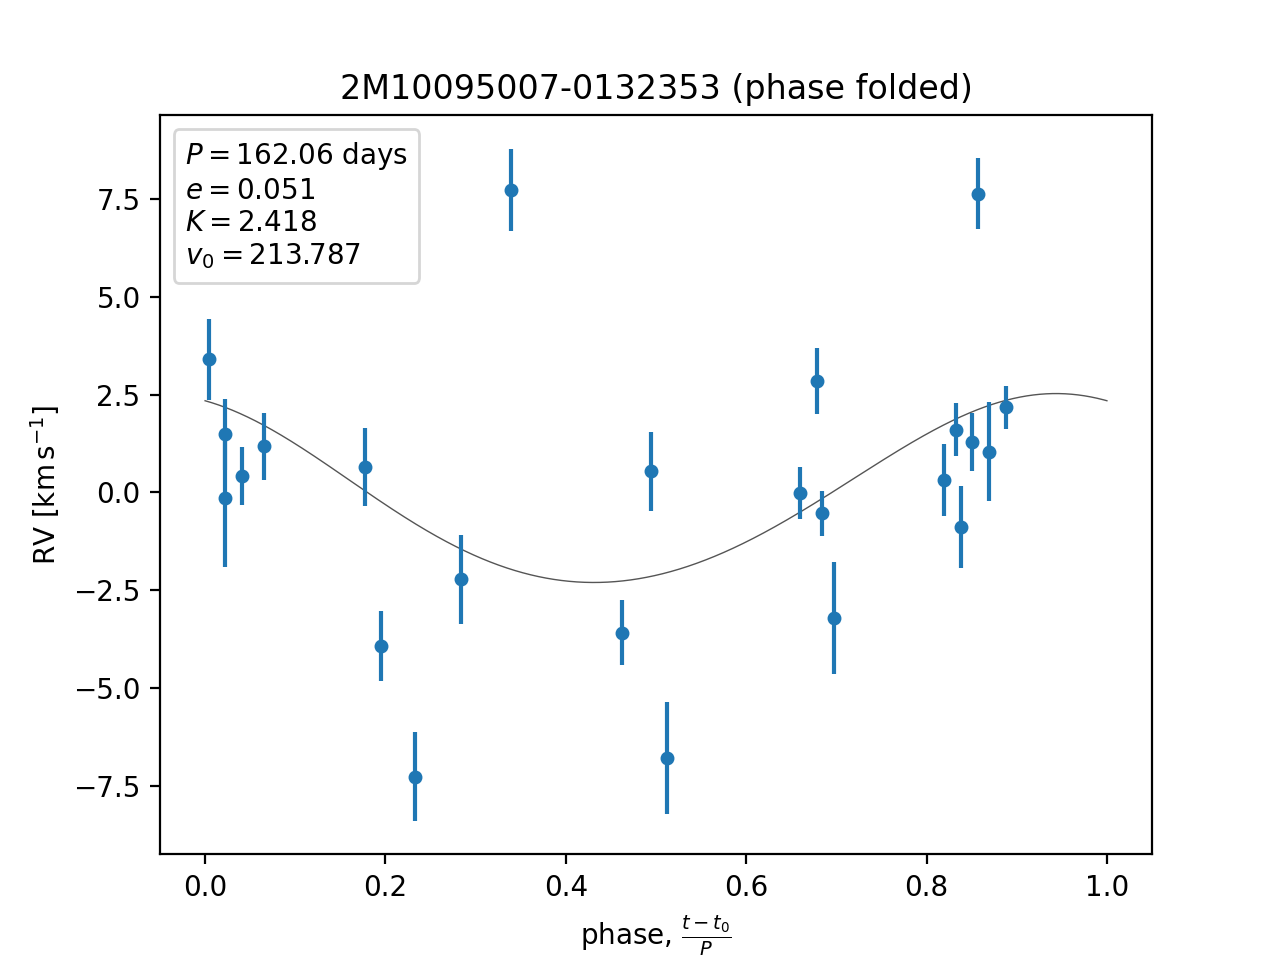 2M10095007-0132353 (phase folded)
P = 162.06 days
e = 0.051
K = 2.418
v₀ = 213.787
7.5
5.0
2.5
0.0
−2.5
−5.0
−7.5
RV [km s⁻¹]
0.0 0.2 0.4 0.6 0.8 1.0
phase, (t − t₀)/P